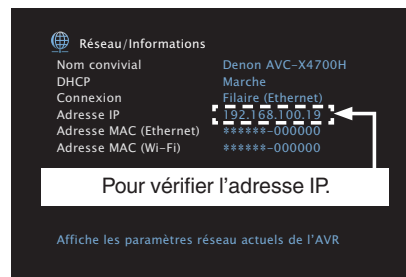 Réseau/Informations
Nom convivial Denon AVC-X4700H
DHCP Marche
Connexion Filaire (Ethernet)
Adresse IP 192.168.100.19
Adresse MAC (Ethernet) ******-000000
Adresse MAC (Wi-Fi) ******-000000
Pour vérifier l’adresse IP.
Affiche les paramètres réseau actuels de l’AVR